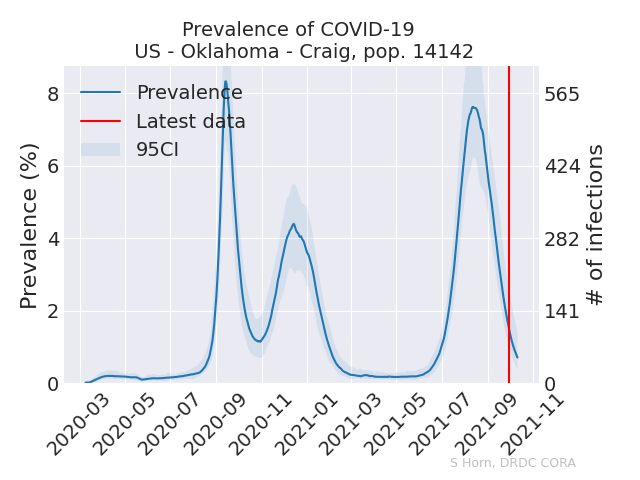 Prevalence of COVID-19
US - Oklahoma - Craig, pop. 14142
Prevalence
Latest data
95CI
Prevalence (%)
8
6
4
2
0
# of infections
565
424
282
141
0
2020-03
2020-05
2020-07
2020-09
2020-11
2021-01
2021-03
2021-05
2021-07
2021-09
2021-11
S Horn, DRDC CORA